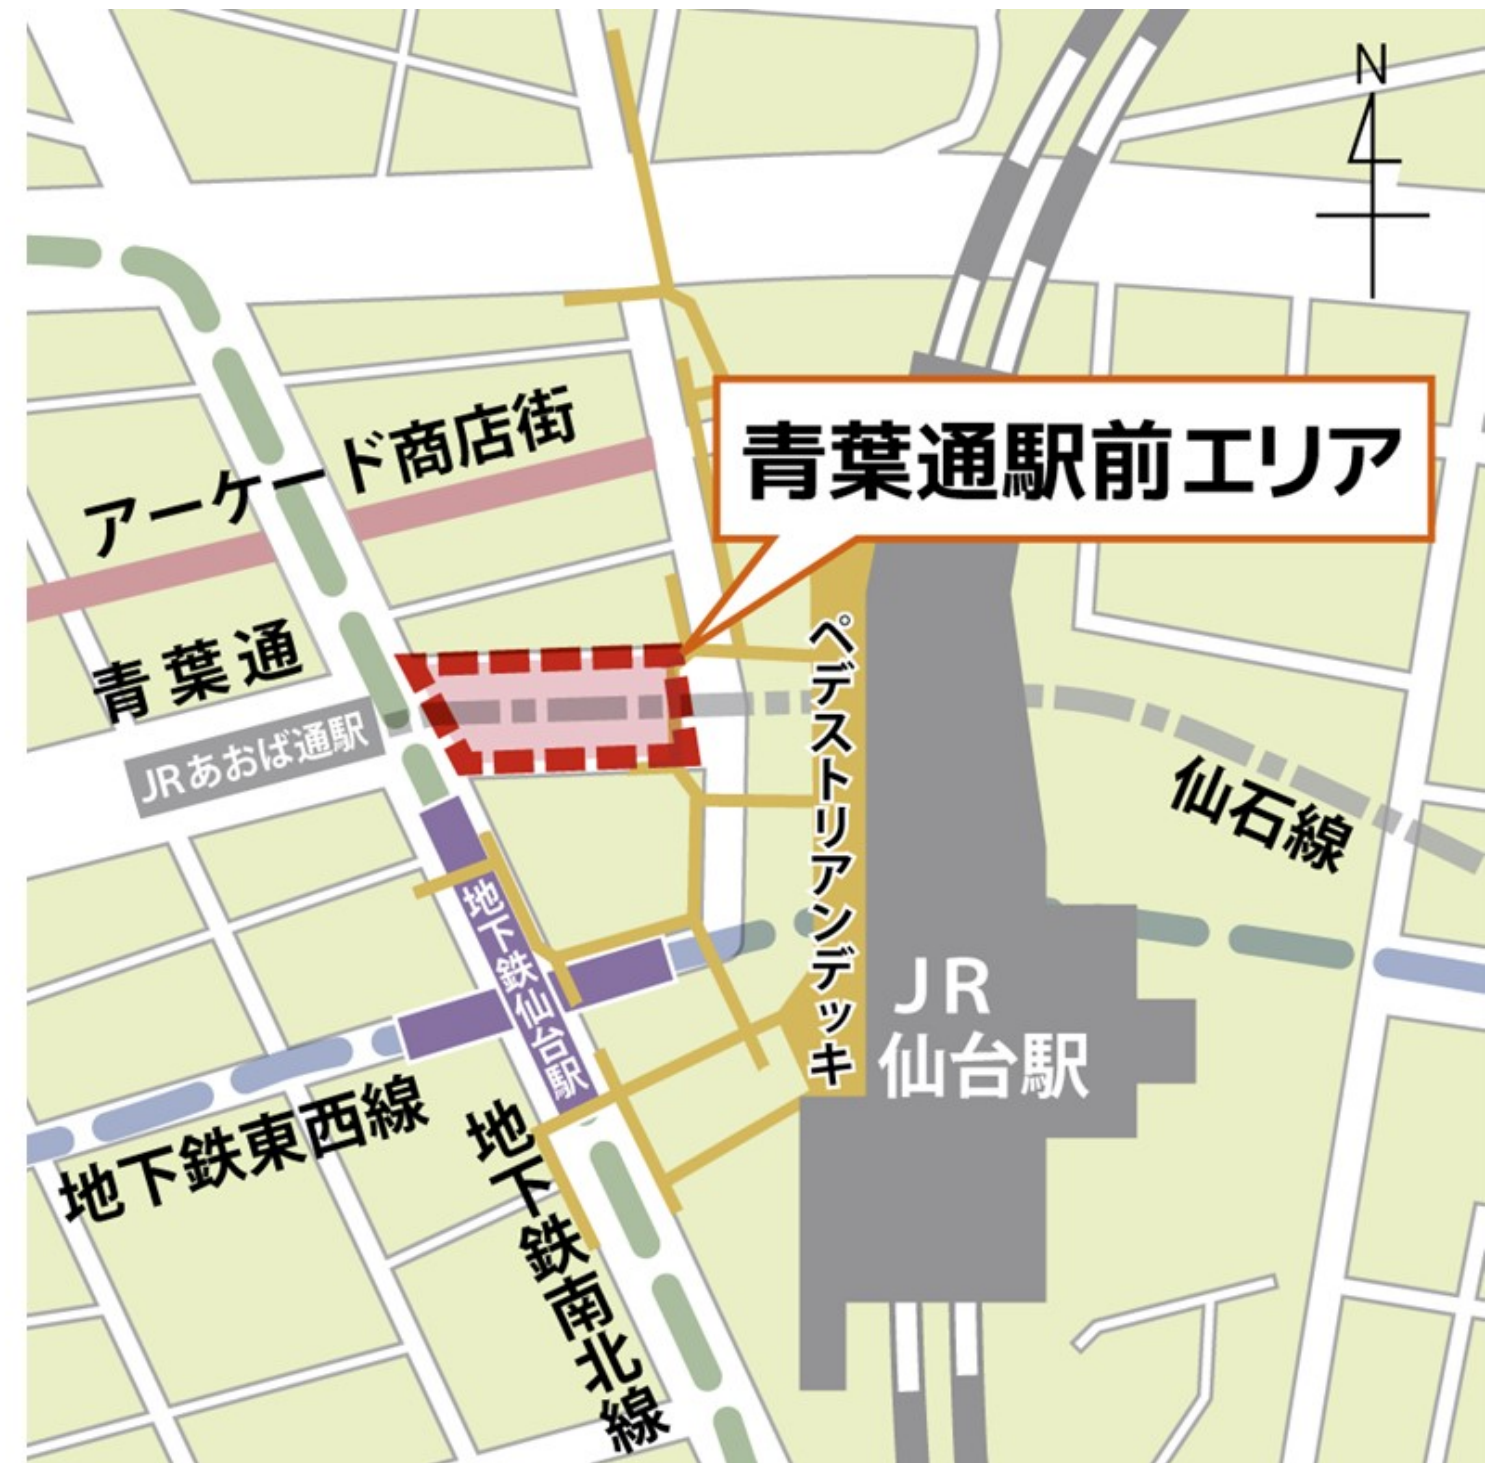 N
アーケード商店街
青葉通駅前エリア
青葉通
JRあおば通駅
ペデストリアンデッキ
仙石線
地下鉄仙台駅
JR
仙台駅
地下鉄東西線
地下鉄南北線